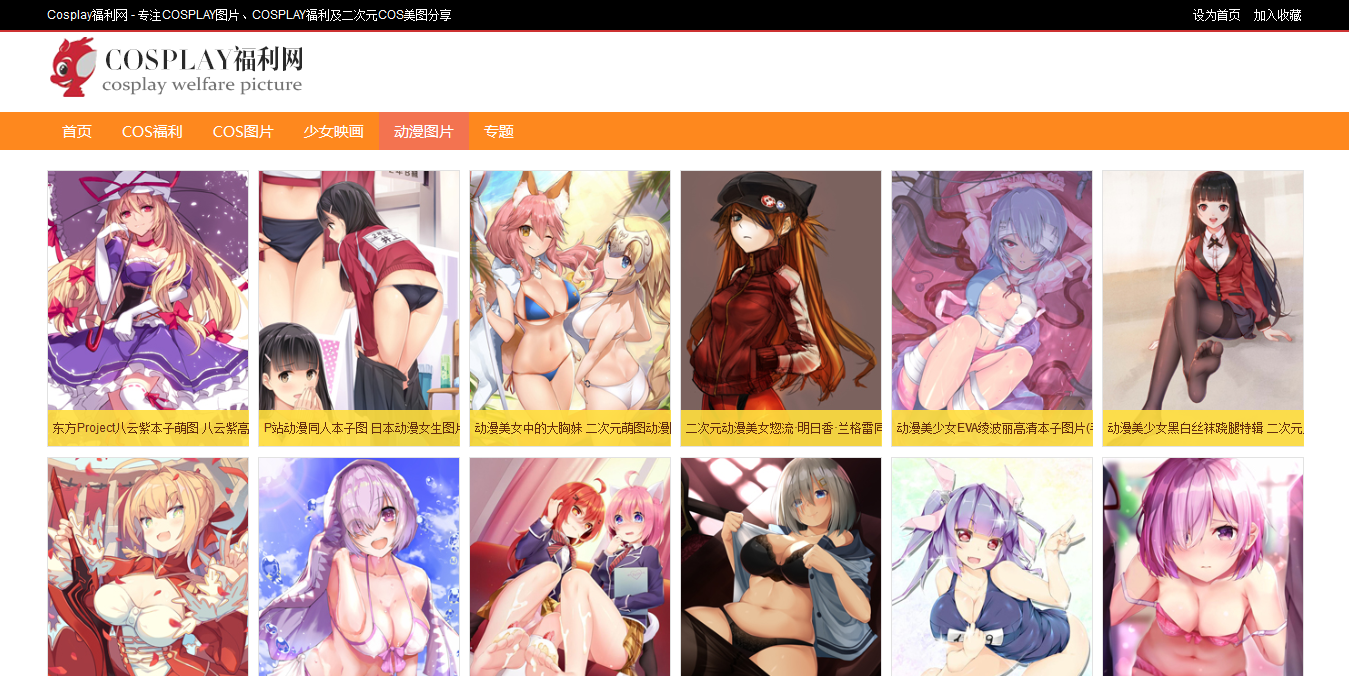 Cosplay福利网 - 专注COSPLAY图片、COSPLAY福利及二次元COS美图分享
设为首页 加入收藏
COSPLAY福利网
cosplay welfare picture
首页 COS福利 COS图片 少女映画 动漫图片 专题
东方Project八云紫本子萌图 八云紫高
P站动漫同人本子图 日本动漫女生图片
动漫美女中的大胸妹 二次元萌图动漫
二次元动漫美女惣流·明日香·兰格雷同
动漫美少女EVA绫波丽高清本子图片(
动漫美少女黑白丝袜跷腿特辑 二次元